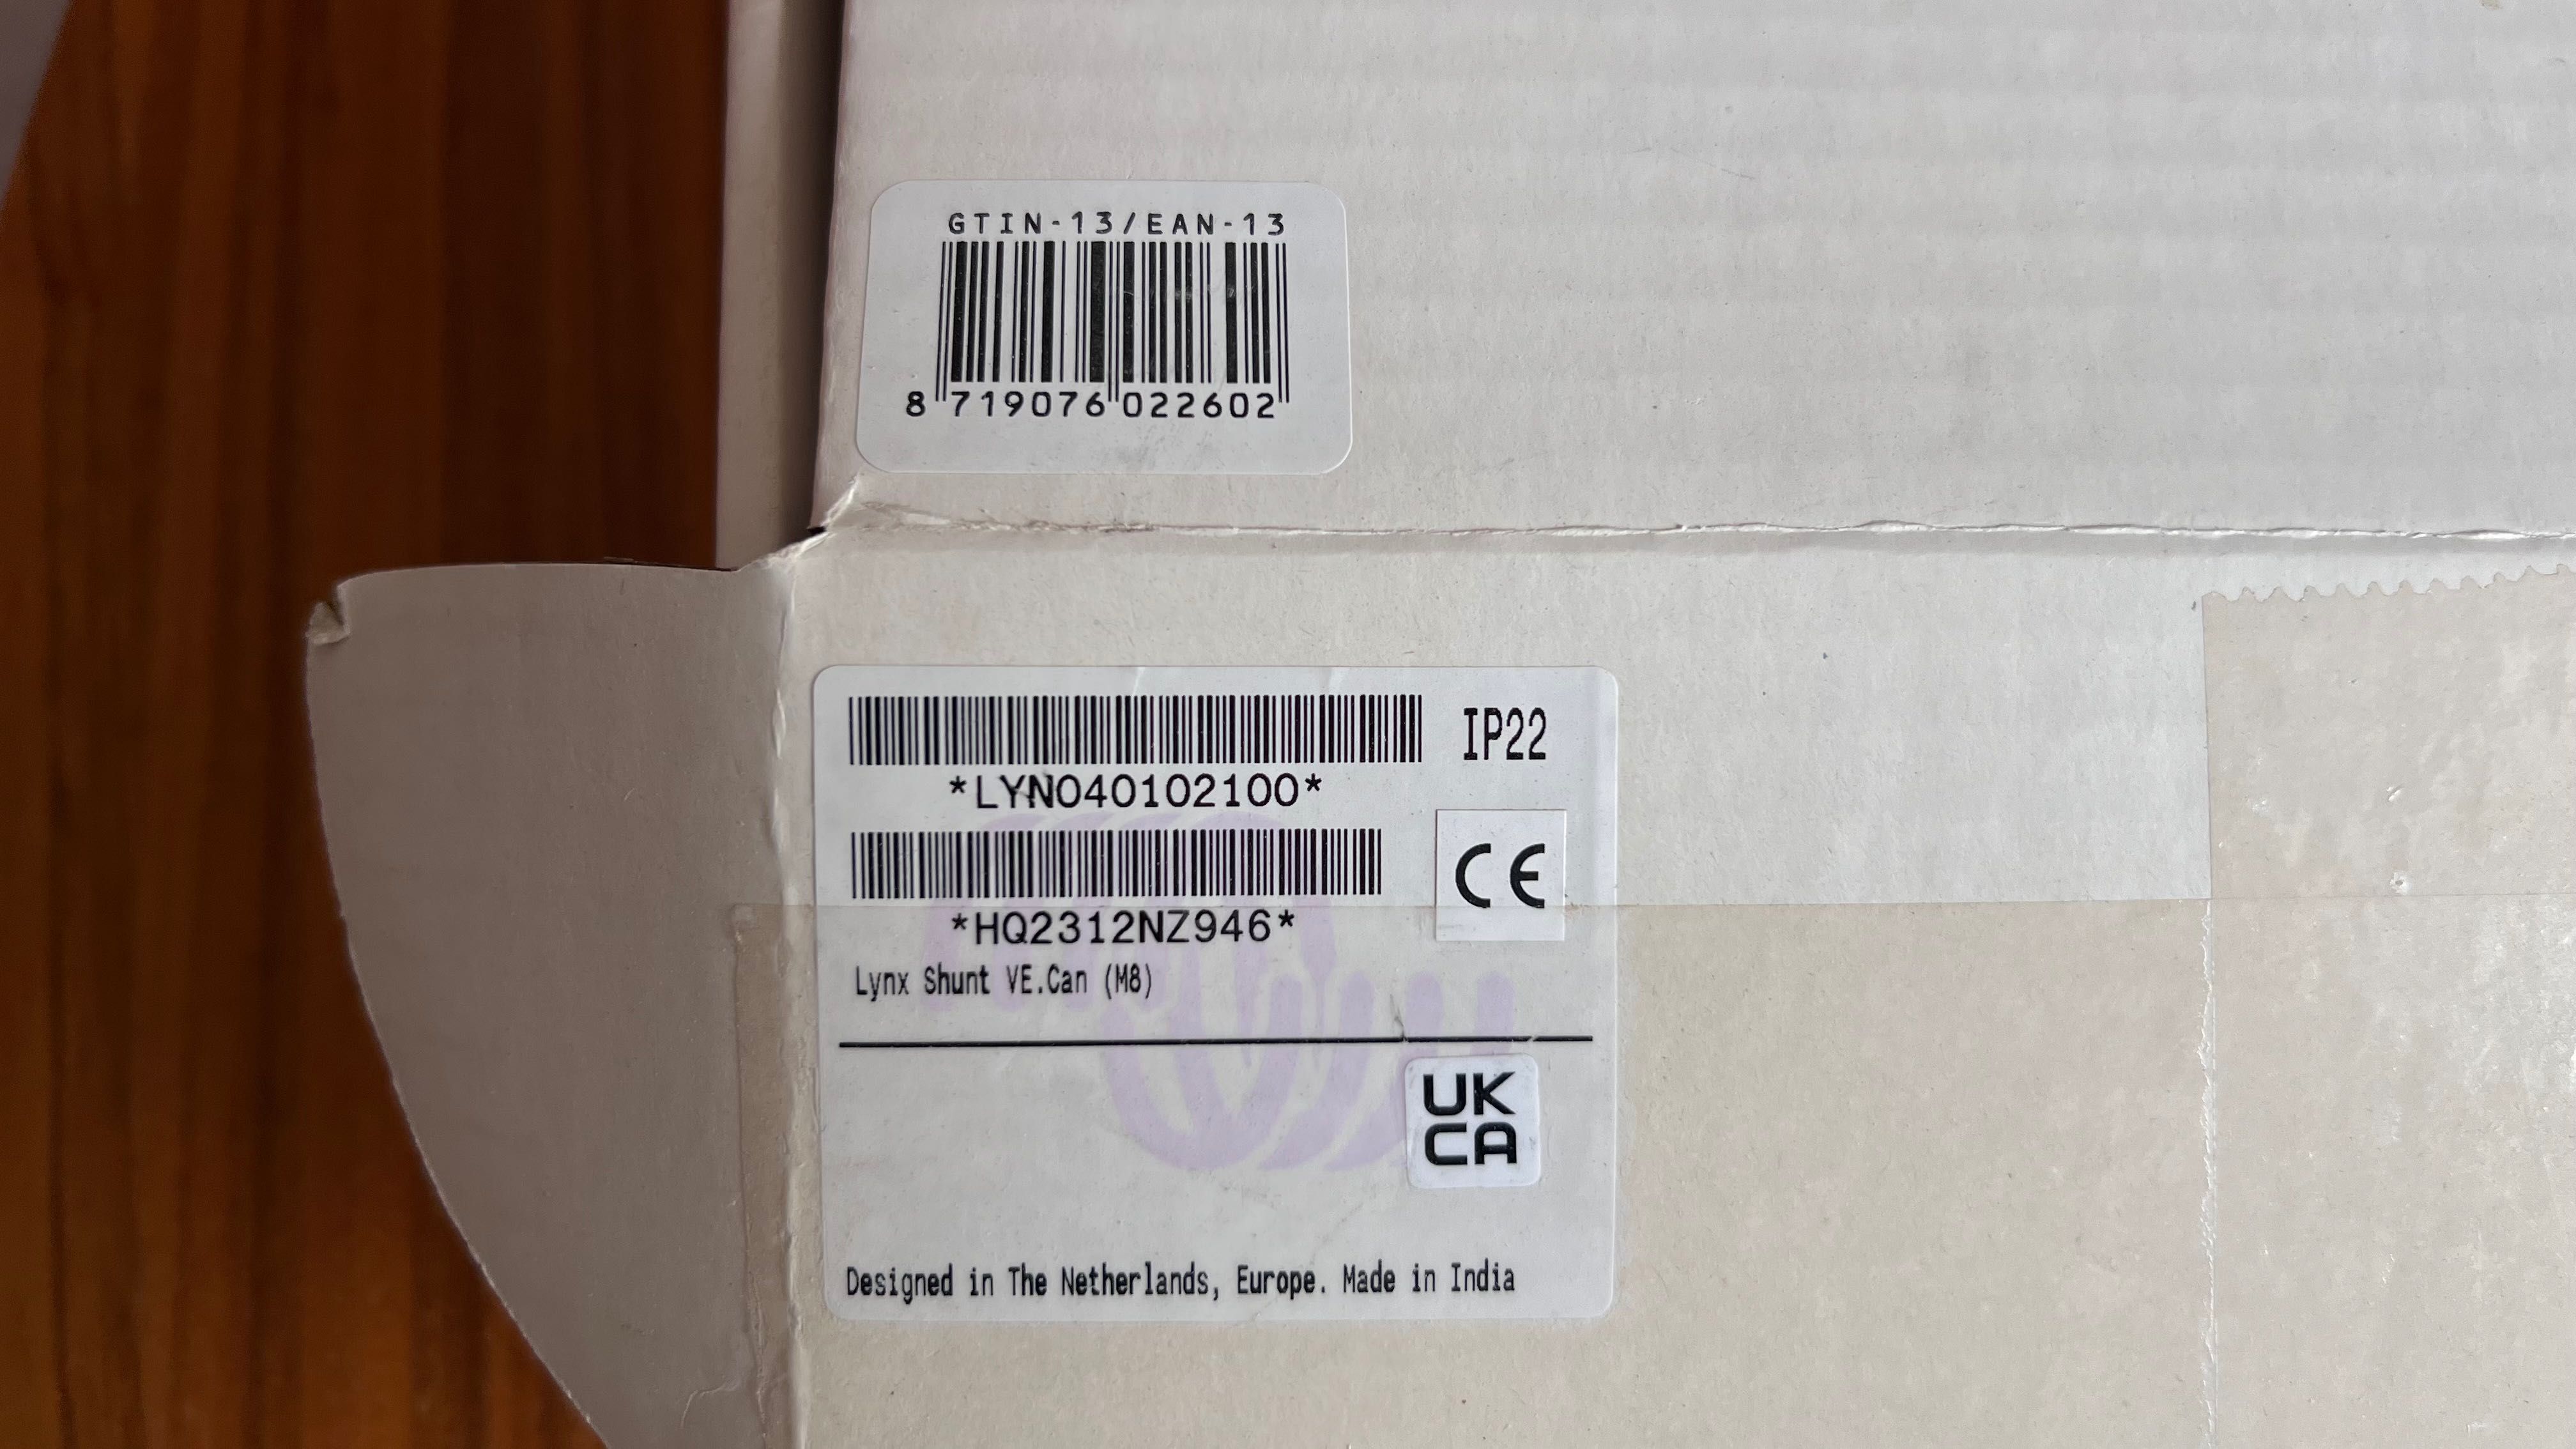 GTIN-13/EAN-13
8 719076 022602
IP22
*LYN040102100*
CE
*HQ2312NZ946*
Lynx Shunt VE.Can (M8)
UK
CA
Designed in The Netherlands, Europe. Made in India